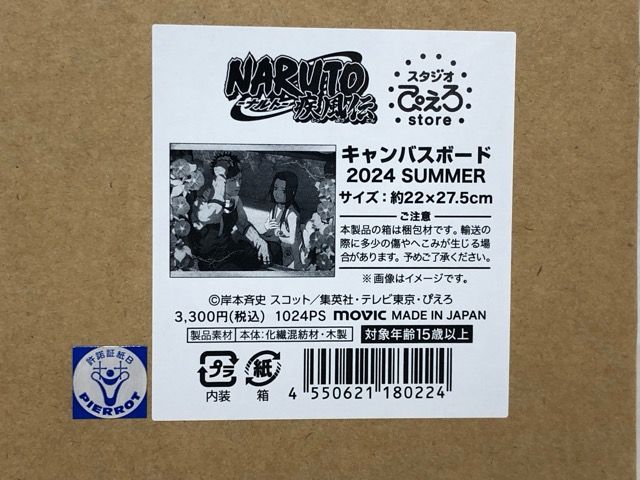 NARUTO
-ナルト-
疾風伝
スタジオ
ぴえろ
store
キャンバスボード
2024 SUMMER
サイズ：約22×27.5cm
ご注意
本製品の箱は梱包材です。輸送
の際に多少の傷やへこみが生じる場
合があります。予めご了承ください。
※画像はイメージです。
©岸本斉史 スコット／集英社・テレビ東京・ぴえろ
3,300円(税込) 1024PS movic MADE IN JAPAN
製品素材 本体：化繊混紡材・木製 対象年齢15歳以上
プラ 紙
内装 箱
4 550621 180224
許諾証紙B
PIERROT